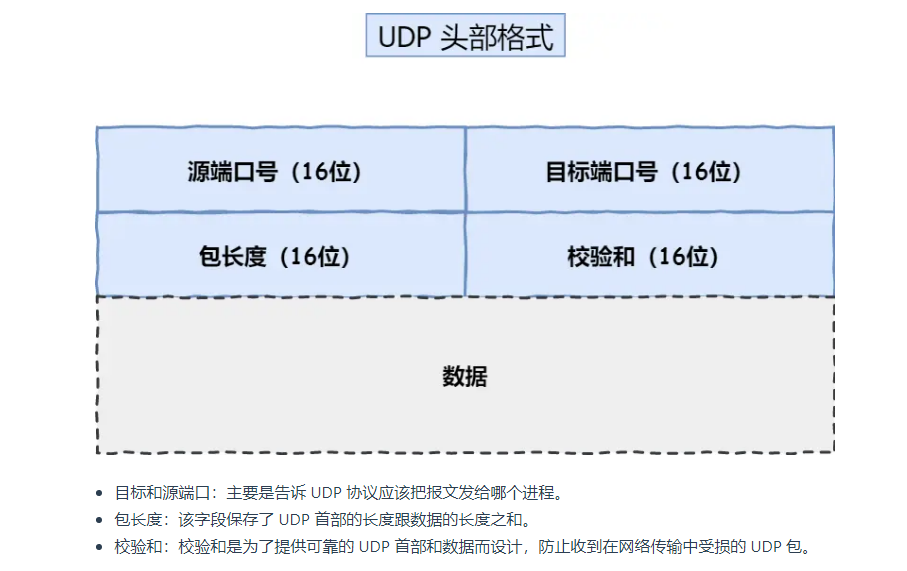 UDP 头部格式
源端口号（16位）
目标端口号（16位）
包长度（16位）
校验和（16位）
数据
目标和源端口：主要是告诉 UDP 协议应该把报文发给哪个进程。
包长度：该字段保存了 UDP 首部的长度跟数据的长度之和。
校验和：校验和是为了提供可靠的 UDP 首部和数据而设计，防止收到在网络传输中受损的 UDP 包。